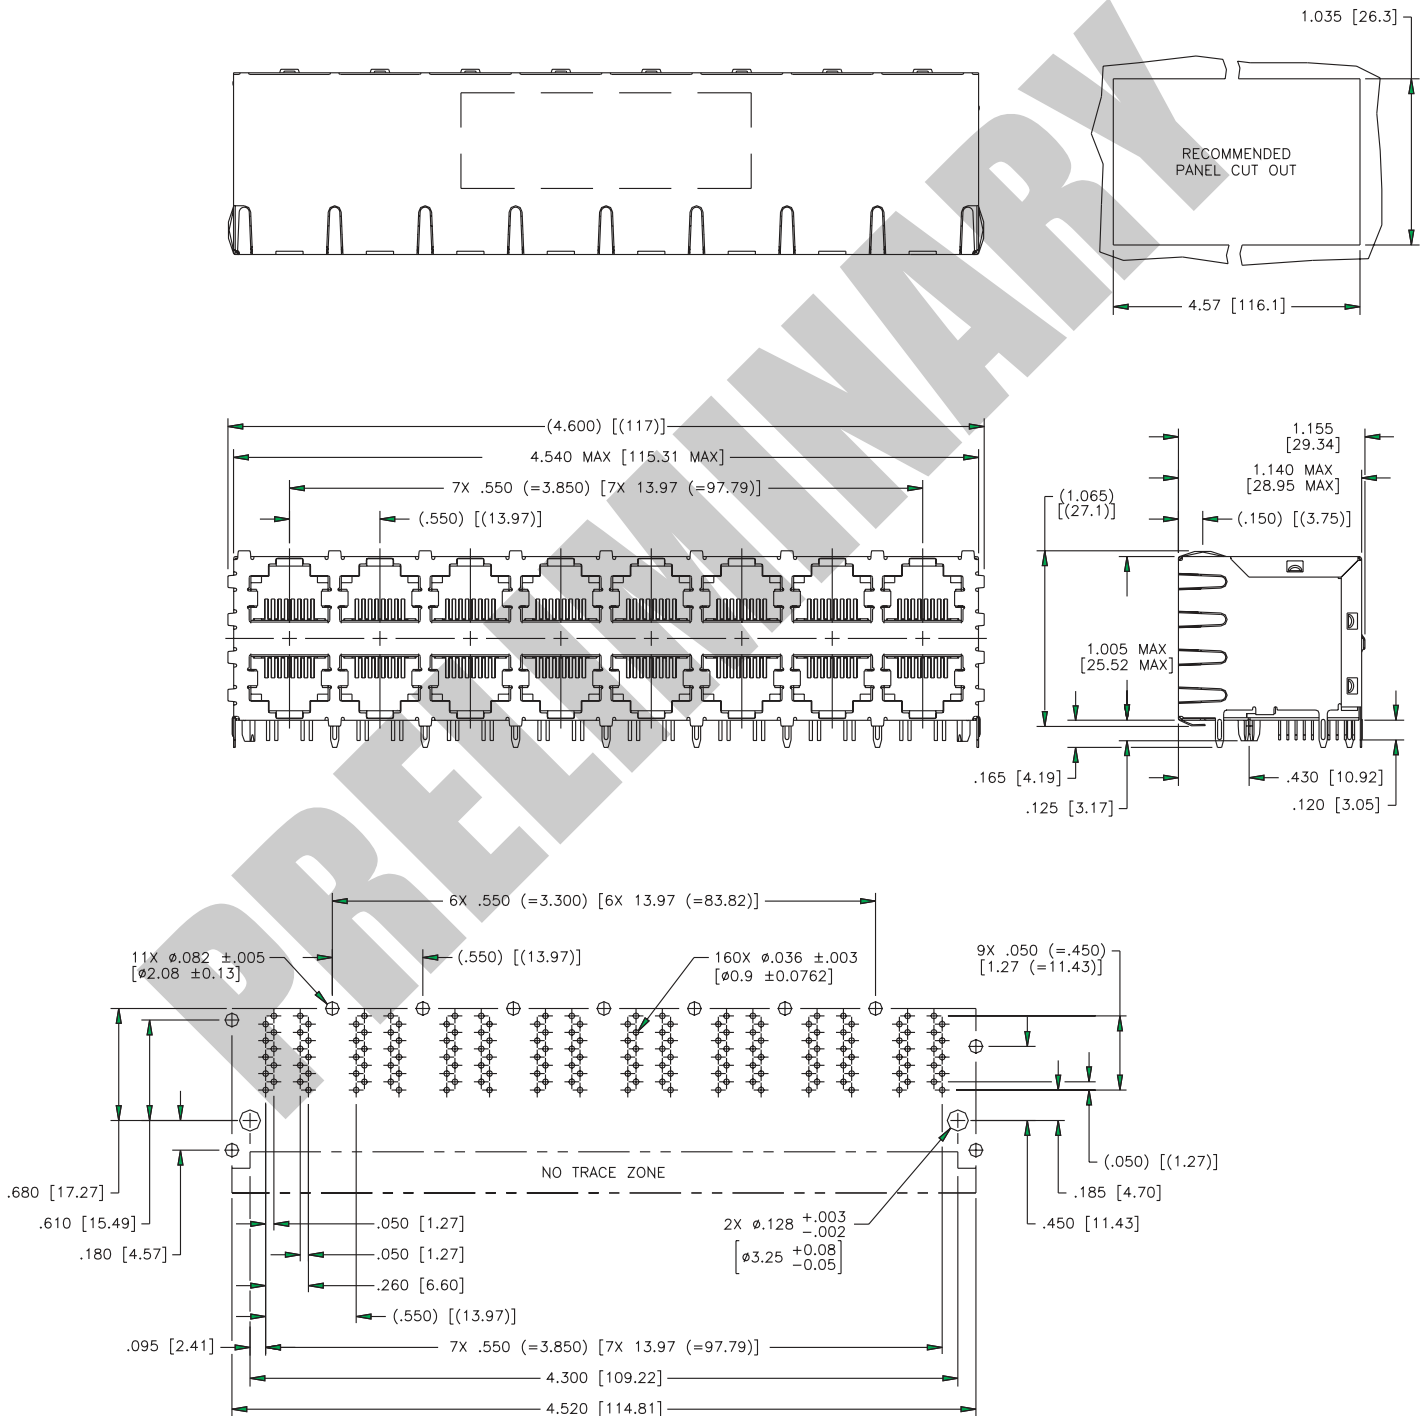 1.035 [26.3]
RECOMMENDED
PANEL CUT OUT
4.57 [116.1]
PRELIMINARY
(4.600) [(117)]
4.540 MAX [115.31 MAX]
7X .550 (=3.850) [7X 13.97 (=97.79)]
(.550) [(13.97)]
1.155
[29.34]
1.140 MAX
[28.95 MAX]
(1.065)
[(27.1)]
(.150) [(3.75)]
1.005 MAX
[25.52 MAX]
.165 [4.19]
.430 [10.92]
.125 [3.17]
.120 [3.05]
6X .550 (=3.300) [6X 13.97 (=83.82)]
11X ø.082 ±.005
[ø2.08 ±0.13]
(.550) [(13.97)]
160X ø.036 ±.003
[ø0.9 ±0.0762]
9X .050 (=.450)
[1.27 (=11.43)]
NO TRACE ZONE
(.050) [(1.27)]
.680 [17.27]
.185 [4.70]
.610 [15.49]
.050 [1.27]
2X ø.128 +.003
-.002
.450 [11.43]
.180 [4.57]
.050 [1.27]
[ø3.25 +0.08
-0.05]
.260 [6.60]
(.550) [(13.97)]
.095 [2.41]
7X .550 (=3.850) [7X 13.97 (=97.79)]
4.300 [109.22]
4.520 [114.81]